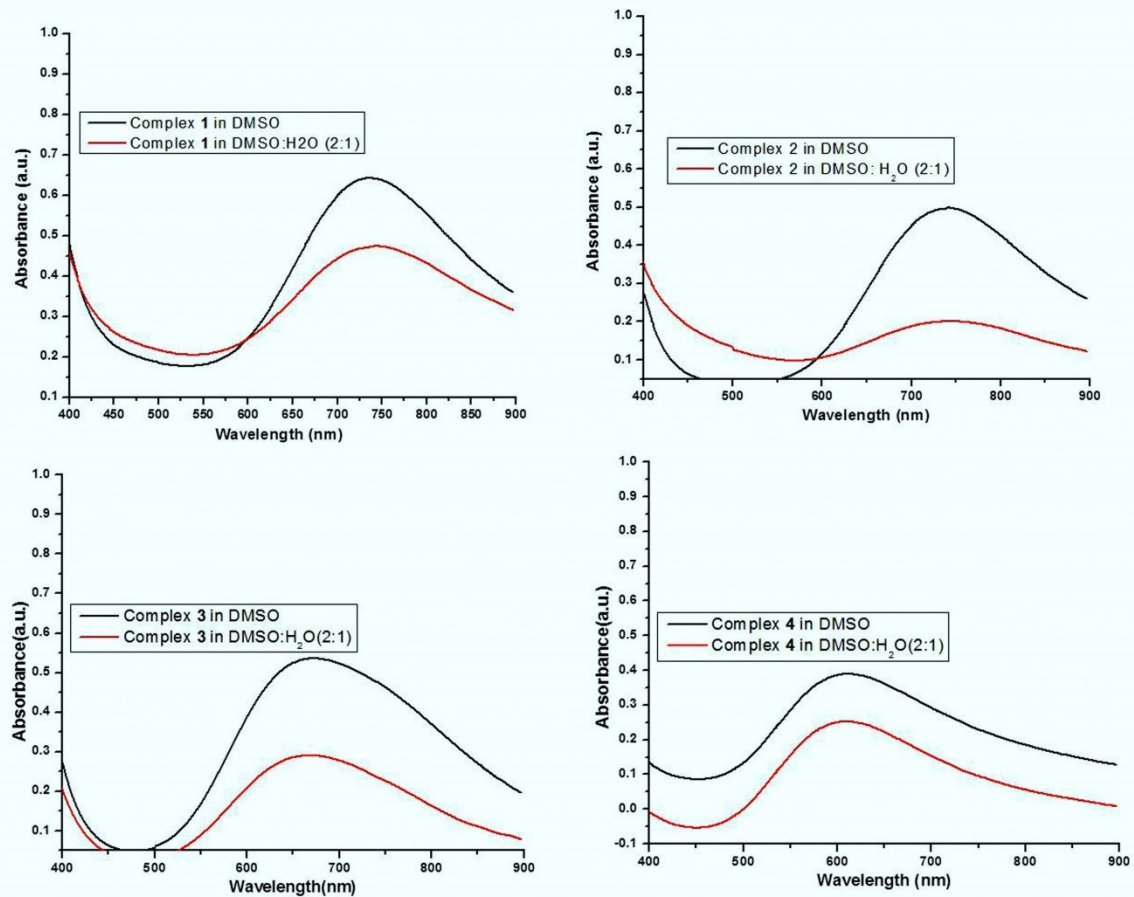 1.0
0.9
0.8
0.7
0.6
0.5
0.4
0.3
0.2
0.1
Absorbance (a.u.)
Complex 1 in DMSO
Complex 1 in DMSO:H2O (2:1)
400 450 500 550 600 650 700 750 800 850 900
Wavelength (nm)
1.0
0.9
0.8
0.7
0.6
0.5
0.4
0.3
0.2
0.1
Absorbance (a.u.)
Complex 2 in DMSO
Complex 2 in DMSO: H₂O (2:1)
400 500 600 700 800 900
Wavelength (nm)
1.0
0.9
0.8
0.7
0.6
0.5
0.4
0.3
0.2
0.1
Absorbance(a.u.)
Complex 3 in DMSO
Complex 3 in DMSO:H₂O(2:1)
400 450 500 550 600 650 700 750 800 850 900
Wavelength(nm)
1.0
0.9
0.8
0.7
0.6
0.5
0.4
0.3
0.2
0.1
0.0
-0.1
Absorbance(a.u.)
Complex 4 in DMSO
Complex 4 in DMSO:H₂O(2:1)
400 500 600 700 800 900
Wavelength (nm)